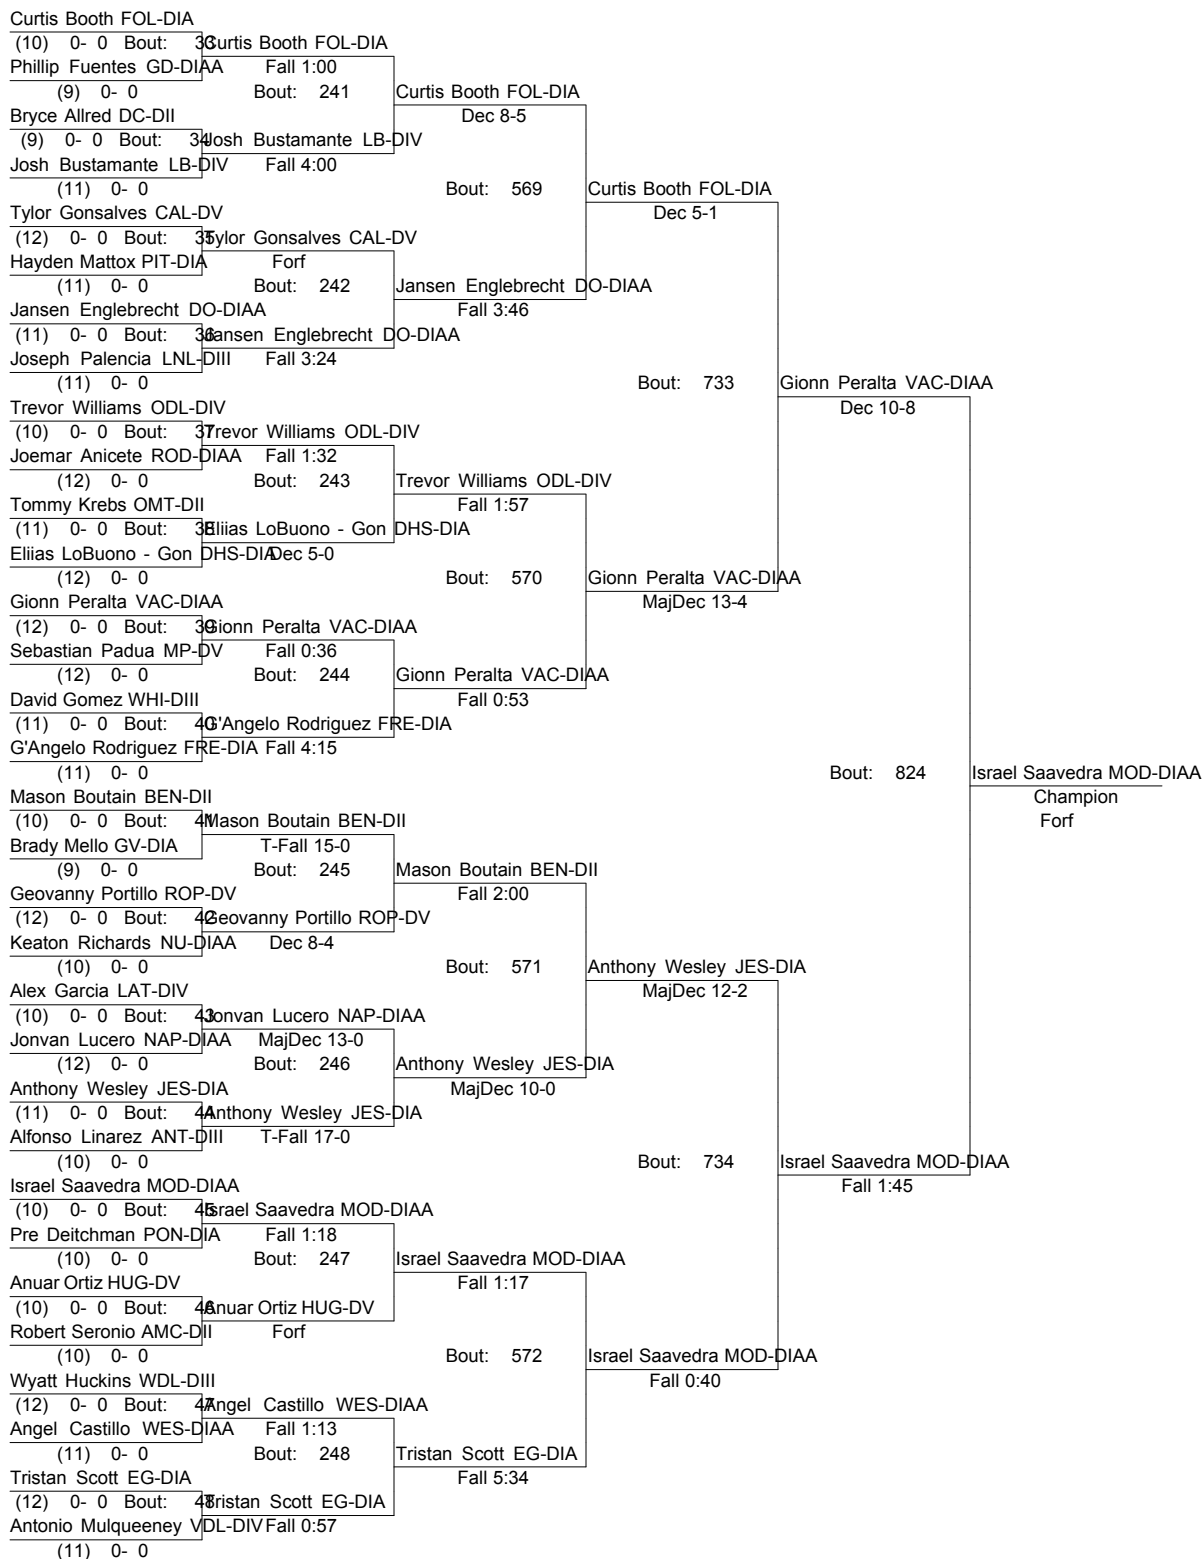 Curtis Booth FOL-DIA
(10) 0- 0 Bout: 33 Curtis Booth FOL-DIA
Phillip Fuentes GD-DIAA Fall 1:00
(9) 0- 0 Bout: 241 Curtis Booth FOL-DIA
Bryce Allred DC-DII Dec 8-5
(9) 0- 0 Bout: 34 Josh Bustamante LB-DIV
Josh Bustamante LB-DIV Fall 4:00
(11) 0- 0 Bout: 569 Curtis Booth FOL-DIA
Tylor Gonsalves CAL-DV Dec 5-1
(12) 0- 0 Bout: 35 Tylor Gonsalves CAL-DV
Hayden Mattox PIT-DIA Forf
(11) 0- 0 Bout: 242 Jansen Englebrecht DO-DIAA
Jansen Englebrecht DO-DIAA Fall 3:46
(11) 0- 0 Bout: 36 Jansen Englebrecht DO-DIAA
Joseph Palencia LNL-DIII Fall 3:24
(11) 0- 0 Bout: 733 Gionn Peralta VAC-DIAA
Trevor Williams ODL-DIV Dec 10-8
(10) 0- 0 Bout: 37 Trevor Williams ODL-DIV
Joemar Anicete ROD-DIAA Fall 1:32
(12) 0- 0 Bout: 243 Trevor Williams ODL-DIV
Tommy Krebs OMT-DII Fall 1:57
(11) 0- 0 Bout: 38 Eliias LoBuono - Gon DHS-DIA
Eliias LoBuono - Gon DHS-DIA Dec 5-0
(12) 0- 0 Bout: 570 Gionn Peralta VAC-DIAA
Gionn Peralta VAC-DIAA MajDec 13-4
(12) 0- 0 Bout: 39 Gionn Peralta VAC-DIAA
Sebastian Padua MP-DV Fall 0:36
(12) 0- 0 Bout: 244 Gionn Peralta VAC-DIAA
David Gomez WHI-DIII Fall 0:53
(11) 0- 0 Bout: 40 G'Angelo Rodriguez FRE-DIA
G'Angelo Rodriguez FRE-DIA Fall 4:15
(11) 0- 0 Bout: 824 Israel Saavedra MOD-DIAA
Mason Boutain BEN-DII Champion
(10) 0- 0 Bout: 41 Mason Boutain BEN-DII Forf
Brady Mello GV-DIA T-Fall 15-0
(9) 0- 0 Bout: 245 Mason Boutain BEN-DII
Geovanny Portillo ROP-DV Fall 2:00
(12) 0- 0 Bout: 42 Geovanny Portillo ROP-DV
Keaton Richards NU-DIAA Dec 8-4
(10) 0- 0 Bout: 571 Anthony Wesley JES-DIA
Alex Garcia LAT-DIV MajDec 12-2
(10) 0- 0 Bout: 43 Jonvan Lucero NAP-DIAA
Jonvan Lucero NAP-DIAA MajDec 13-0
(12) 0- 0 Bout: 246 Anthony Wesley JES-DIA
Anthony Wesley JES-DIA MajDec 10-0
(11) 0- 0 Bout: 44 Anthony Wesley JES-DIA
Alfonso Linarez ANT-DIII T-Fall 17-0
(10) 0- 0 Bout: 734 Israel Saavedra MOD-DIAA
Israel Saavedra MOD-DIAA Fall 1:45
(10) 0- 0 Bout: 45 Israel Saavedra MOD-DIAA
Pre Deitchman PON-DIA Fall 1:18
(10) 0- 0 Bout: 247 Israel Saavedra MOD-DIAA
Anuar Ortiz HUG-DV Fall 1:17
(10) 0- 0 Bout: 46 Anuar Ortiz HUG-DV
Robert Seronio AMC-DII Forf
(10) 0- 0 Bout: 572 Israel Saavedra MOD-DIAA
Wyatt Huckins WDL-DIII Fall 0:40
(12) 0- 0 Bout: 47 Angel Castillo WES-DIAA
Angel Castillo WES-DIAA Fall 1:13
(11) 0- 0 Bout: 248 Tristan Scott EG-DIA
Tristan Scott EG-DIA Fall 5:34
(12) 0- 0 Bout: 48 Tristan Scott EG-DIA
Antonio Mulqueeney VDL-DIV Fall 0:57
(11) 0- 0